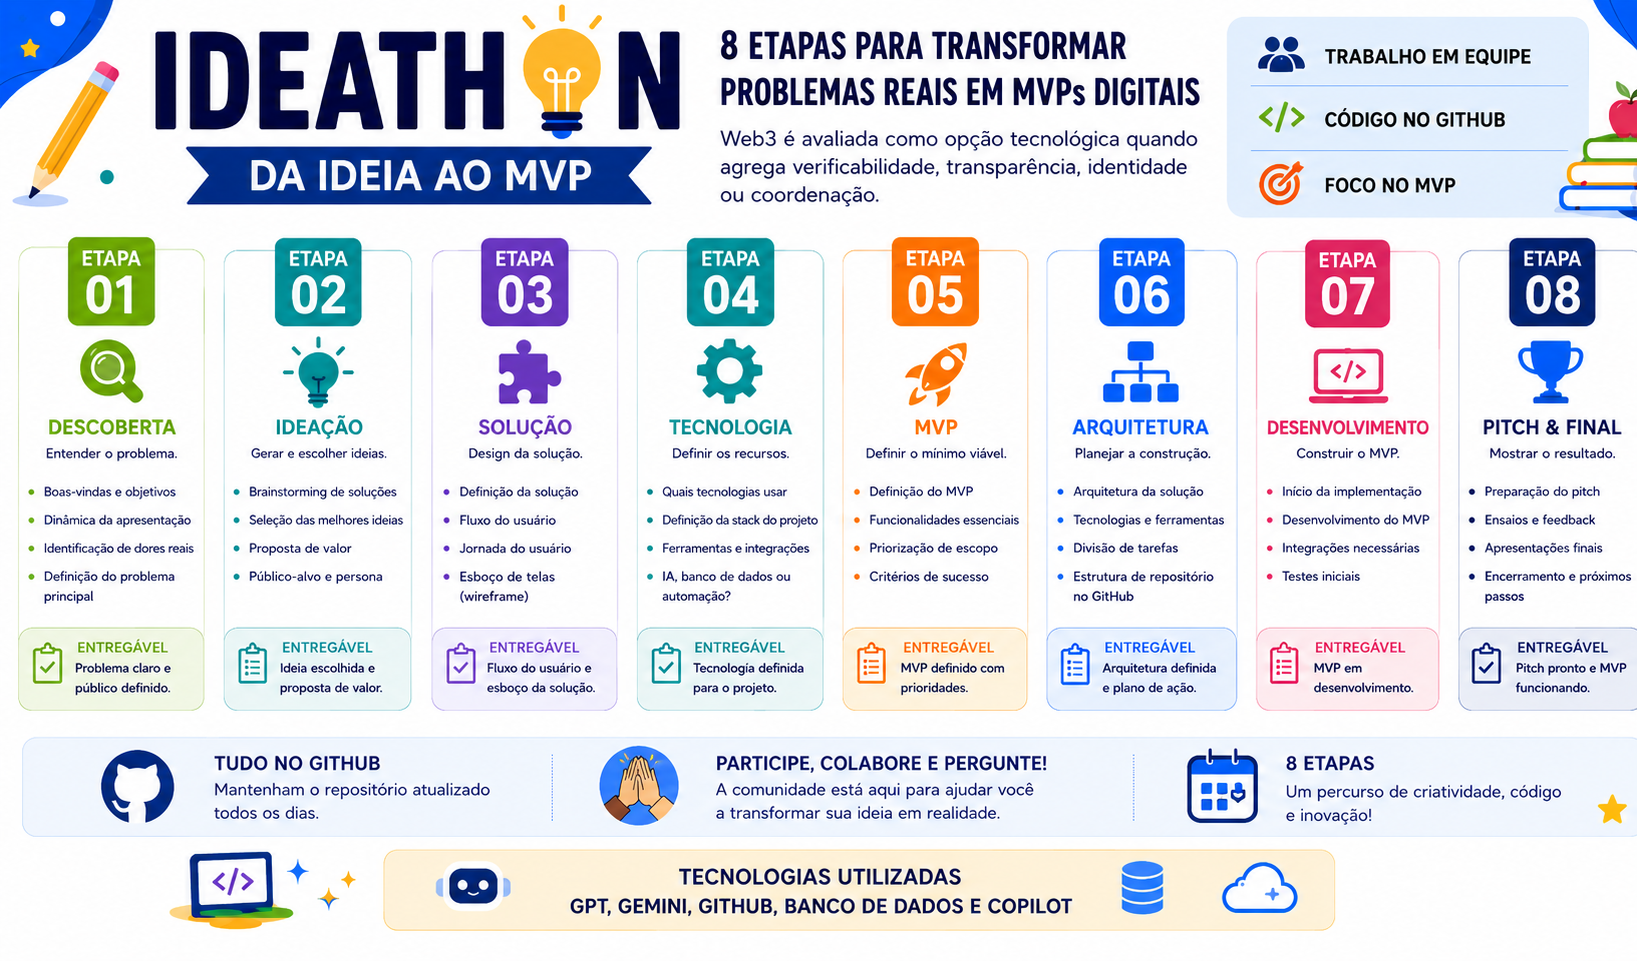 IDEATHON
DA IDEIA AO MVP
8 ETAPAS PARA TRANSFORMAR
PROBLEMAS REAIS EM MVPs DIGITAIS
Web3 é avaliada como opção tecnológica quando
agrega verificabilidade, transparência, identidade
ou coordenação.
TRABALHO EM EQUIPE
</> CÓDIGO NO GITHUB
FOCO NO MVP
ETAPA
01
DESCOBERTA
Entender o problema.
• Boas-vindas e objetivos
• Dinâmica da apresentação
• Identificação de dores reais
• Definição do problema
principal
ENTREGÁVEL
Problema claro e
público definido.
ETAPA
02
IDEAÇÃO
Gerar e escolher ideias.
• Brainstorming de soluções
• Seleção das melhores ideias
• Proposta de valor
• Público-alvo e persona
ENTREGÁVEL
Ideia escolhida e
proposta de valor.
ETAPA
03
SOLUÇÃO
Design da solução.
• Definição da solução
• Fluxo do usuário
• Jornada do usuário
• Esboço de telas
(wireframe)
ENTREGÁVEL
Fluxo do usuário e
esboço da solução.
ETAPA
04
TECNOLOGIA
Definir os recursos.
• Quais tecnologias usar
• Definição da stack do projeto
• Ferramentas e integrações
• IA, banco de dados ou
automação?
ENTREGÁVEL
Tecnología definida
para o projeto.
ETAPA
05
MVP
Definir o mínimo viável.
• Definição do MVP
• Funcionalidades essenciais
• Priorização de escopo
• Critérios de sucesso
ENTREGÁVEL
MVP definido com
prioridades.
ETAPA
06
ARQUITETURA
Planejar a construção.
• Arquitetura da solução
• Tecnologias e ferramentas
• Divisão de tarefas
• Estrutura de repositório
no GitHub
ENTREGÁVEL
Arquitetura definida
e plano de ação.
ETAPA
07
</>
DESENVOLVIMENTO
Construir o MVP.
• Início da implementação
• Desenvolvimento do MVP
• Integrações necessárias
• Testes iniciais
ENTREGÁVEL
MVP em
desenvolvimento.
ETAPA
08
PITCH & FINAL
Mostrar o resultado.
• Preparação do pitch
• Ensaios e feedback
• Apresentações finais
• Encerramento e próximos
passos
ENTREGÁVEL
Pitch pronto e MVP
funcionando.
TUDO NO GITHUB
Mantenham o repositório atualizado
todos os dias.
PARTICIPE, COLABORE E PERGUNTE!
A comunidade está aqui para ajudar você
a transformar sua ideia em realidade.
8 ETAPAS
Um percurso de criatividade, código
e inovação!
</>
TECNOLOGIAS UTILIZADAS
GPT, GEMINI, GITHUB, BANCO DE DADOS E COPILOT